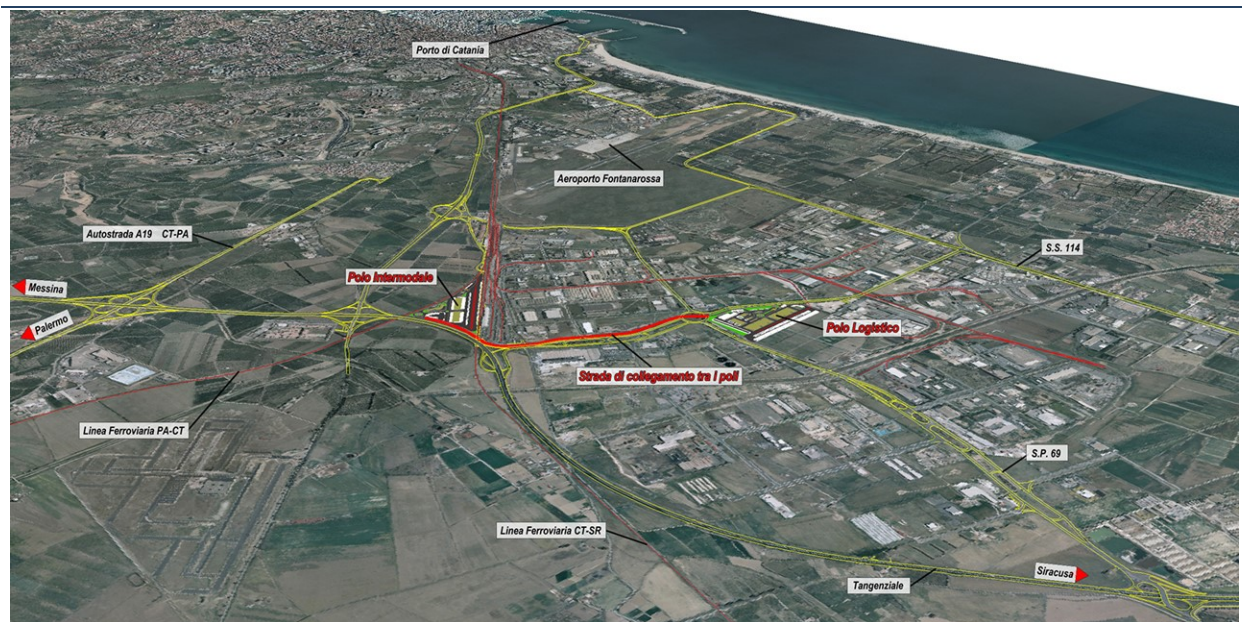 Porto di Catania
Aeroporto Fontanarossa
Autostrada A19 CT-PA
S.S. 114
Polo Intermodale
Messina
Palermo
Polo Logistico
Strada di collegamento tra i poli
Linea Ferroviaria PA-CT
S.P. 69
Linea Ferroviaria CT-SR
Siracusa
Tangenziale